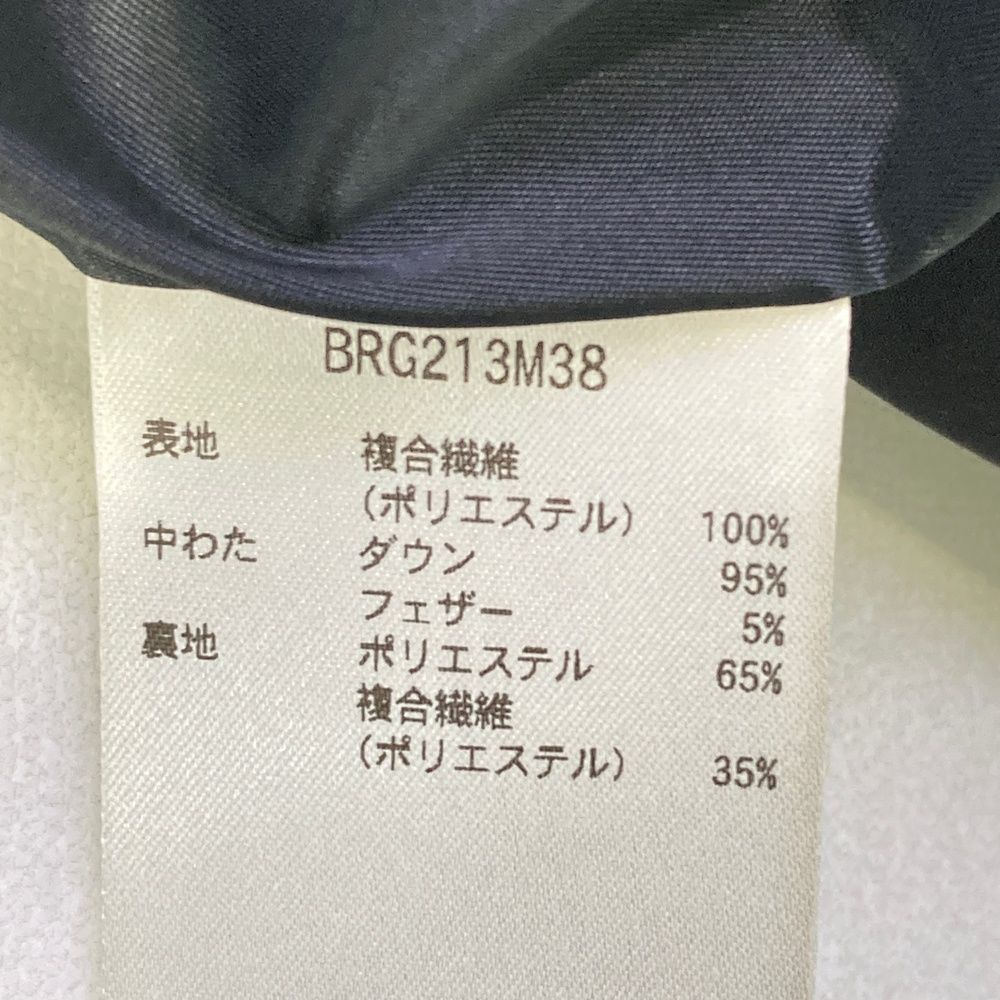 BRG213M38
表地 複合繊維
(ポリエステル) 100%
中わた ダウン 95%
フェザー 5%
裏地 ポリエステル 65%
複合繊維
(ポリエステル) 35%